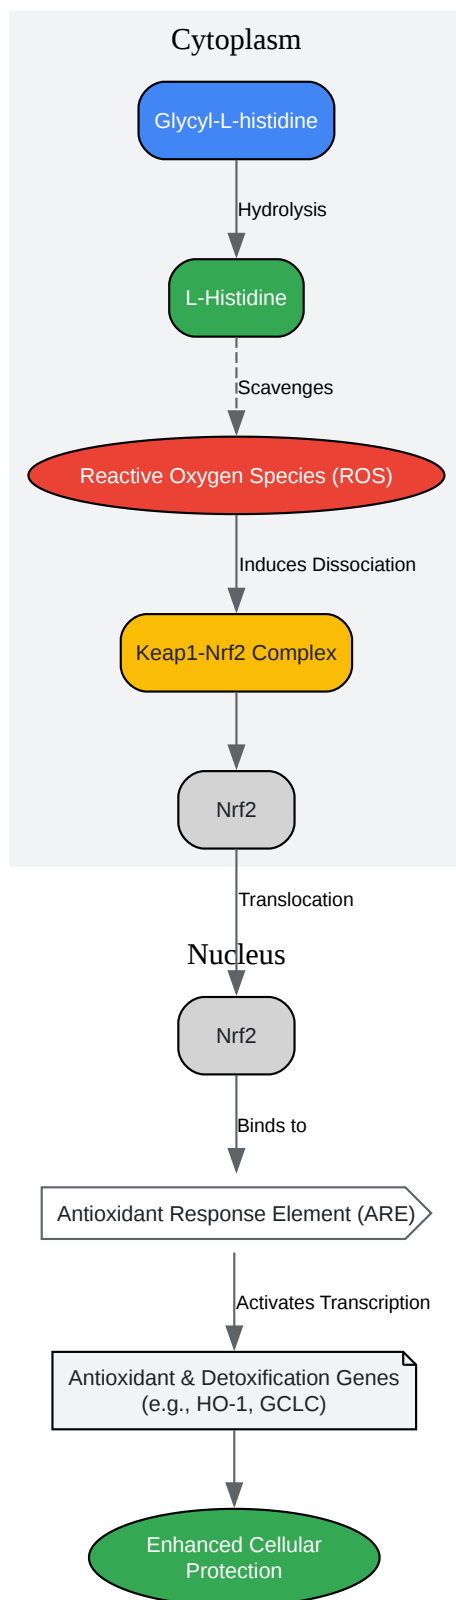 Cytoplasm
Glycyl-L-histidine
Hydrolysis
L-Histidine
Scavenges
Reactive Oxygen Species (ROS)
Induces Dissociation
Keap1-Nrf2 Complex
Nrf2
Translocation
Nucleus
Nrf2
Binds to
Antioxidant Response Element (ARE)
Activates Transcription
Antioxidant & Detoxification Genes
(e.g., HO-1, GCLC)
Enhanced Cellular
Protection